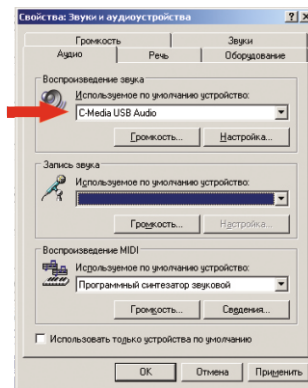 Свойства: Звуки и аудиоустройства
Громкость
Звуки
Аудио
Речь
Оборудование
Воспроизведение звука
Используемое по умолчанию устройство:
C-Media USB Audio
Громкость...
Настройка...
Запись звука
Используемое по умолчанию устройство:
Громкость...
Настройка...
Воспроизведение MIDI
Используемое по умолчанию устройство:
Программный синтезатор звуковой
Громкость...
Сведения...
Использовать только устройства по умолчанию
OK
Отмена
Применить